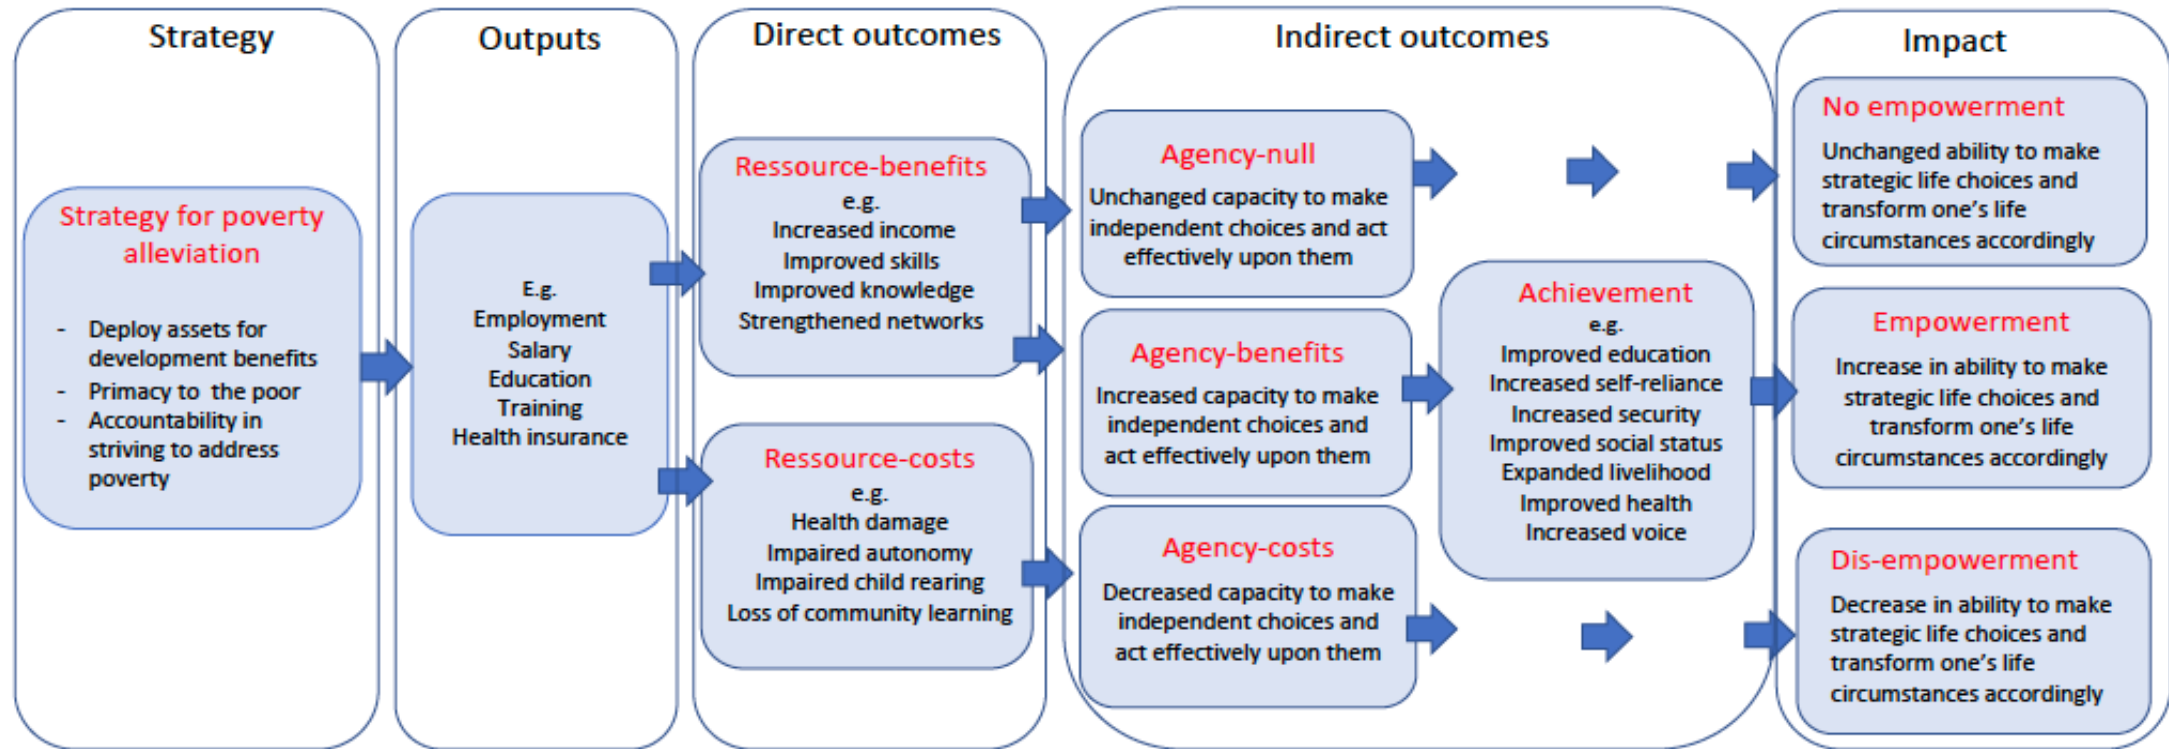 Strategy
Strategy for poverty
alleviation
- Deploy assets for
development benefits
- Primacy to the poor
- Accountability in
striving to address
poverty
Outputs
E.g.
Employment
Salary
Education
Training
Health insurance
Direct outcomes
Ressource-benefits
e.g.
Increased income
Improved skills
Improved knowledge
Strengthened networks
Ressource-costs
e.g.
Health damage
Impaired autonomy
Impaired child rearing
Loss of community learning
Indirect outcomes
Agency-null
Unchanged capacity to make
independent choices and act
effectively upon them
Agency-benefits
Increased capacity to make
independent choices and
act effectively upon them
Agency-costs
Decreased capacity to make
independent choices and
act effectively upon them
Achievement
e.g.
Improved education
Increased self-reliance
Increased security
Improved social status
Expanded livelihood
Improved health
Increased voice
Impact
No empowerment
Unchanged ability to make
strategic life choices and
transform one's life
circumstances accordingly
Empowerment
Increase in ability to make
strategic life choices and
transform one's life
circumstances accordingly
Dis-empowerment
Decrease in ability to make
strategic life choices and
transform one's life
circumstances accordingly